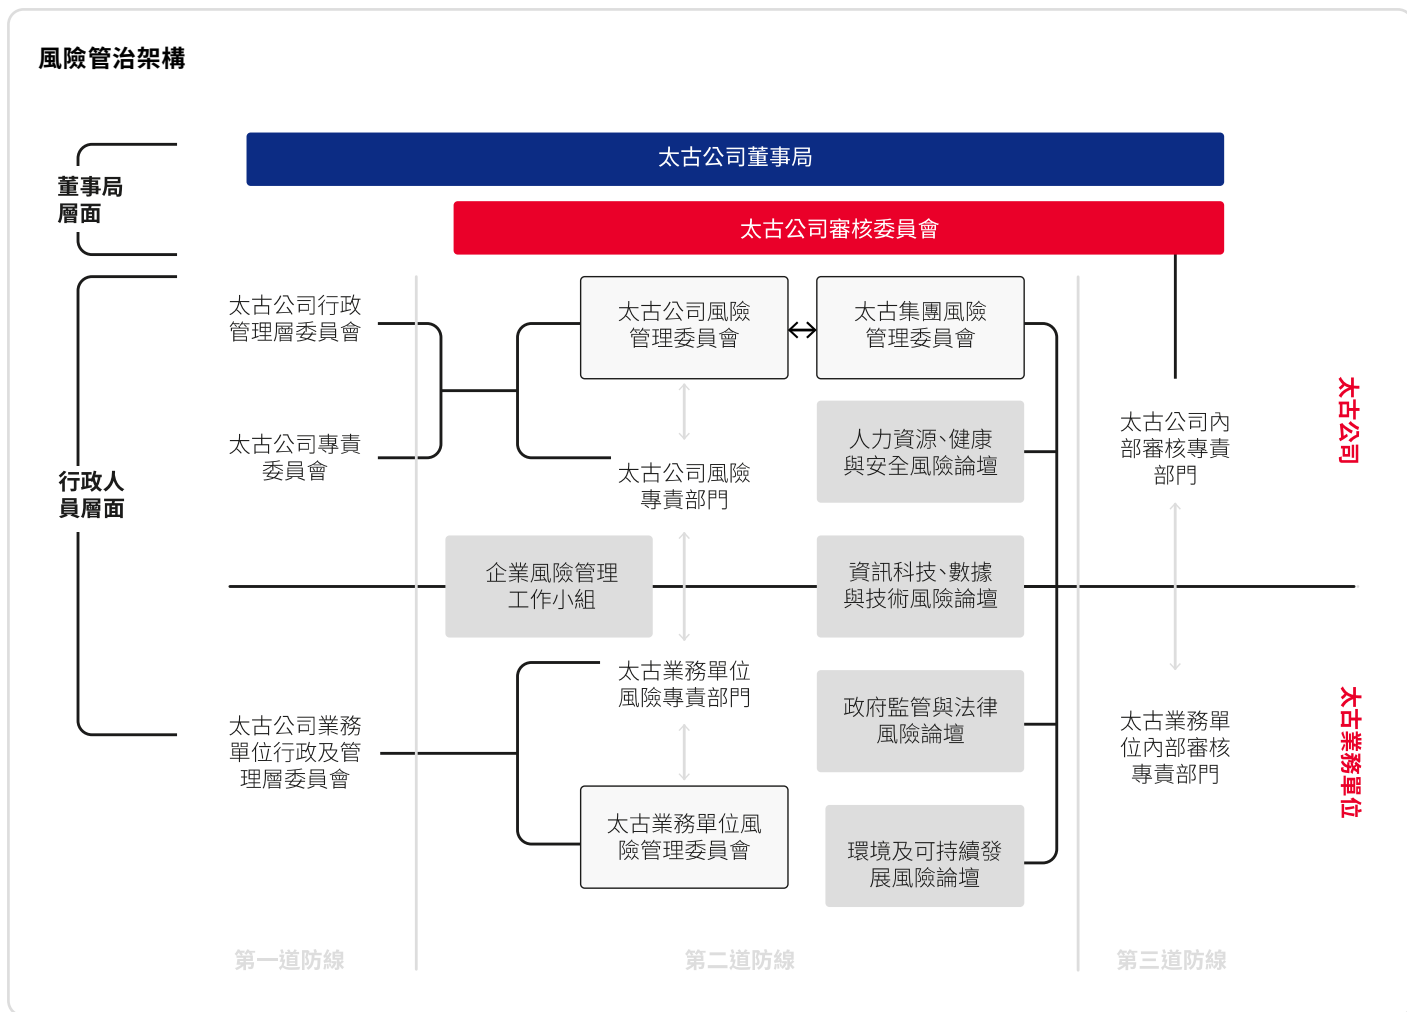 風險管治架構
太古公司董事局
董事局
層面
太古公司審核委員會
太古公司行政
管理層委員會
太古公司風險
管理委員會
太古集團風險
管理委員會
太古公司專責
委員會
人力資源、健康
與安全風險論壇
太古公司內
部審核專責
部門
太古公司
太古公司風險
專責部門
行政人
員層面
企業風險管理
工作小組
資訊科技、數據
與技術風險論壇
太古業務單位
風險專責部門
政府監管與法律
風險論壇
太古公司業務
單位行政及管
理層委員會
太古業務單
位內部審核
專責部門
太古業務單位
太古業務單位風
險管理委員會
環境及可持續發
展風險論壇
第一道防線
第二道防線
第三道防線